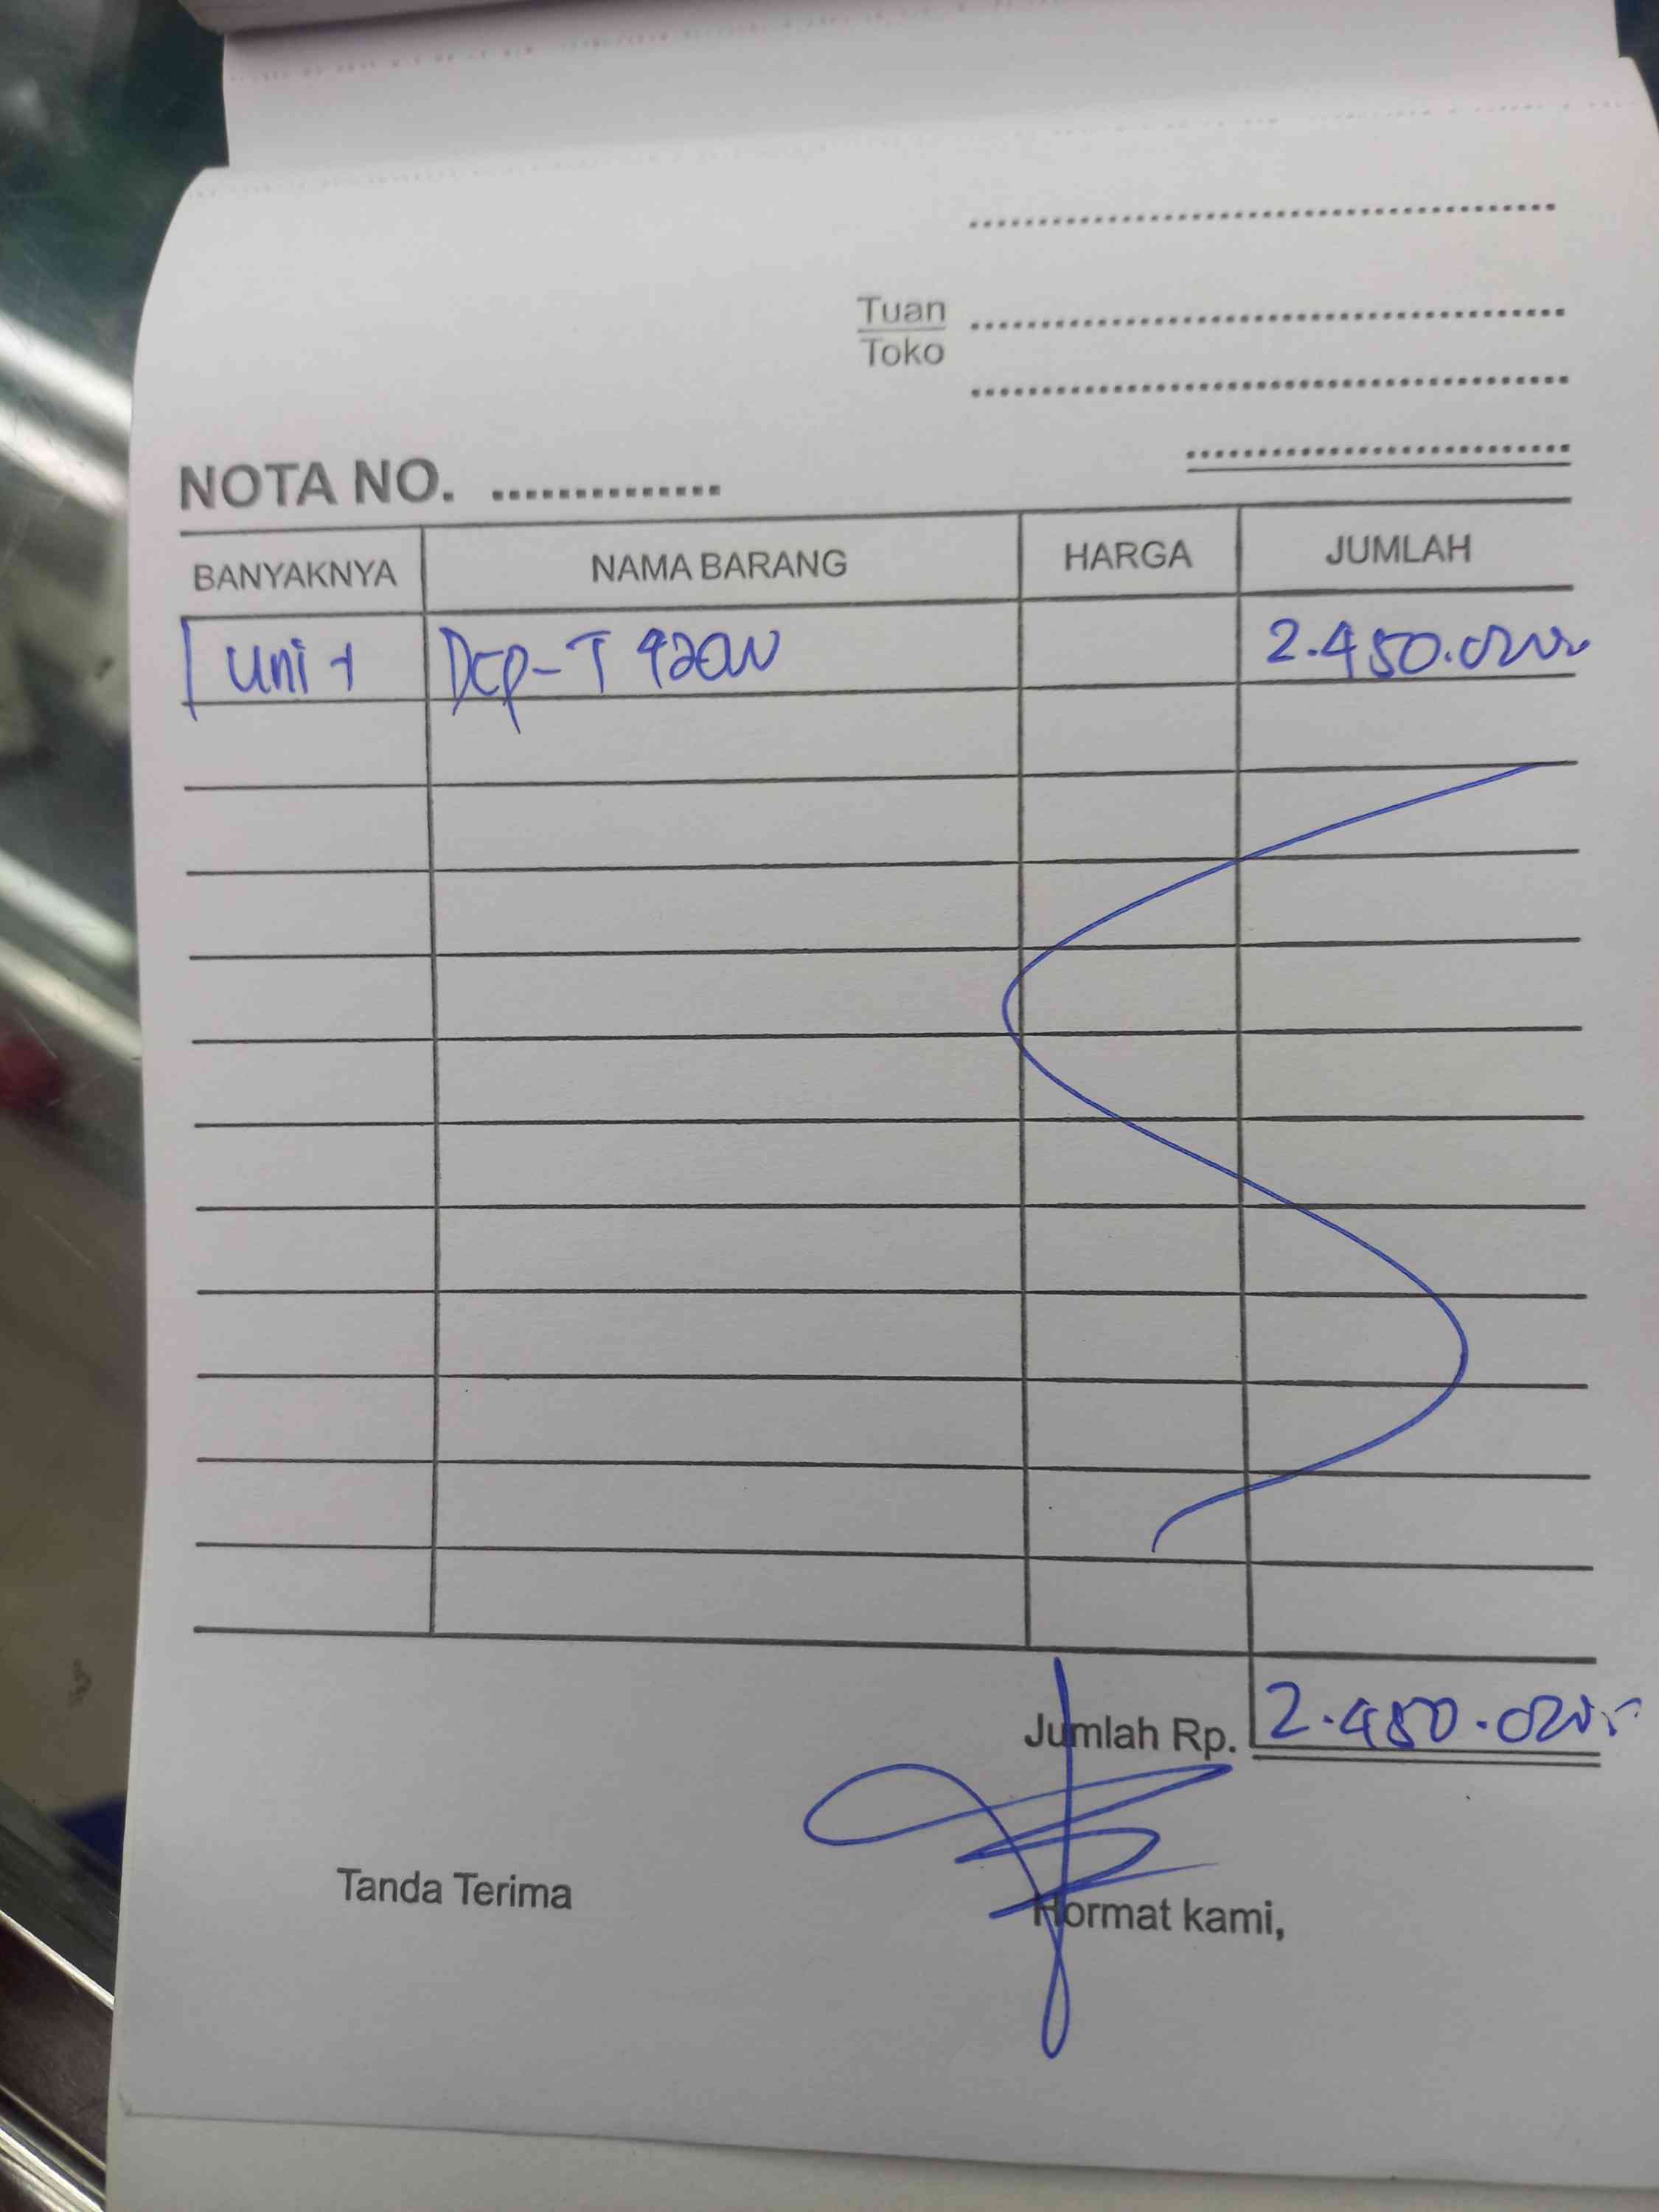 Tuan
Toko
NOTA NO. ..............
BANYAKNYA NAMA BARANG HARGA JUMLAH
1 unit Dcp-T 920W 2.450.000
Jumlah Rp. 2.450.000
Tanda Terima
Hormat kami,